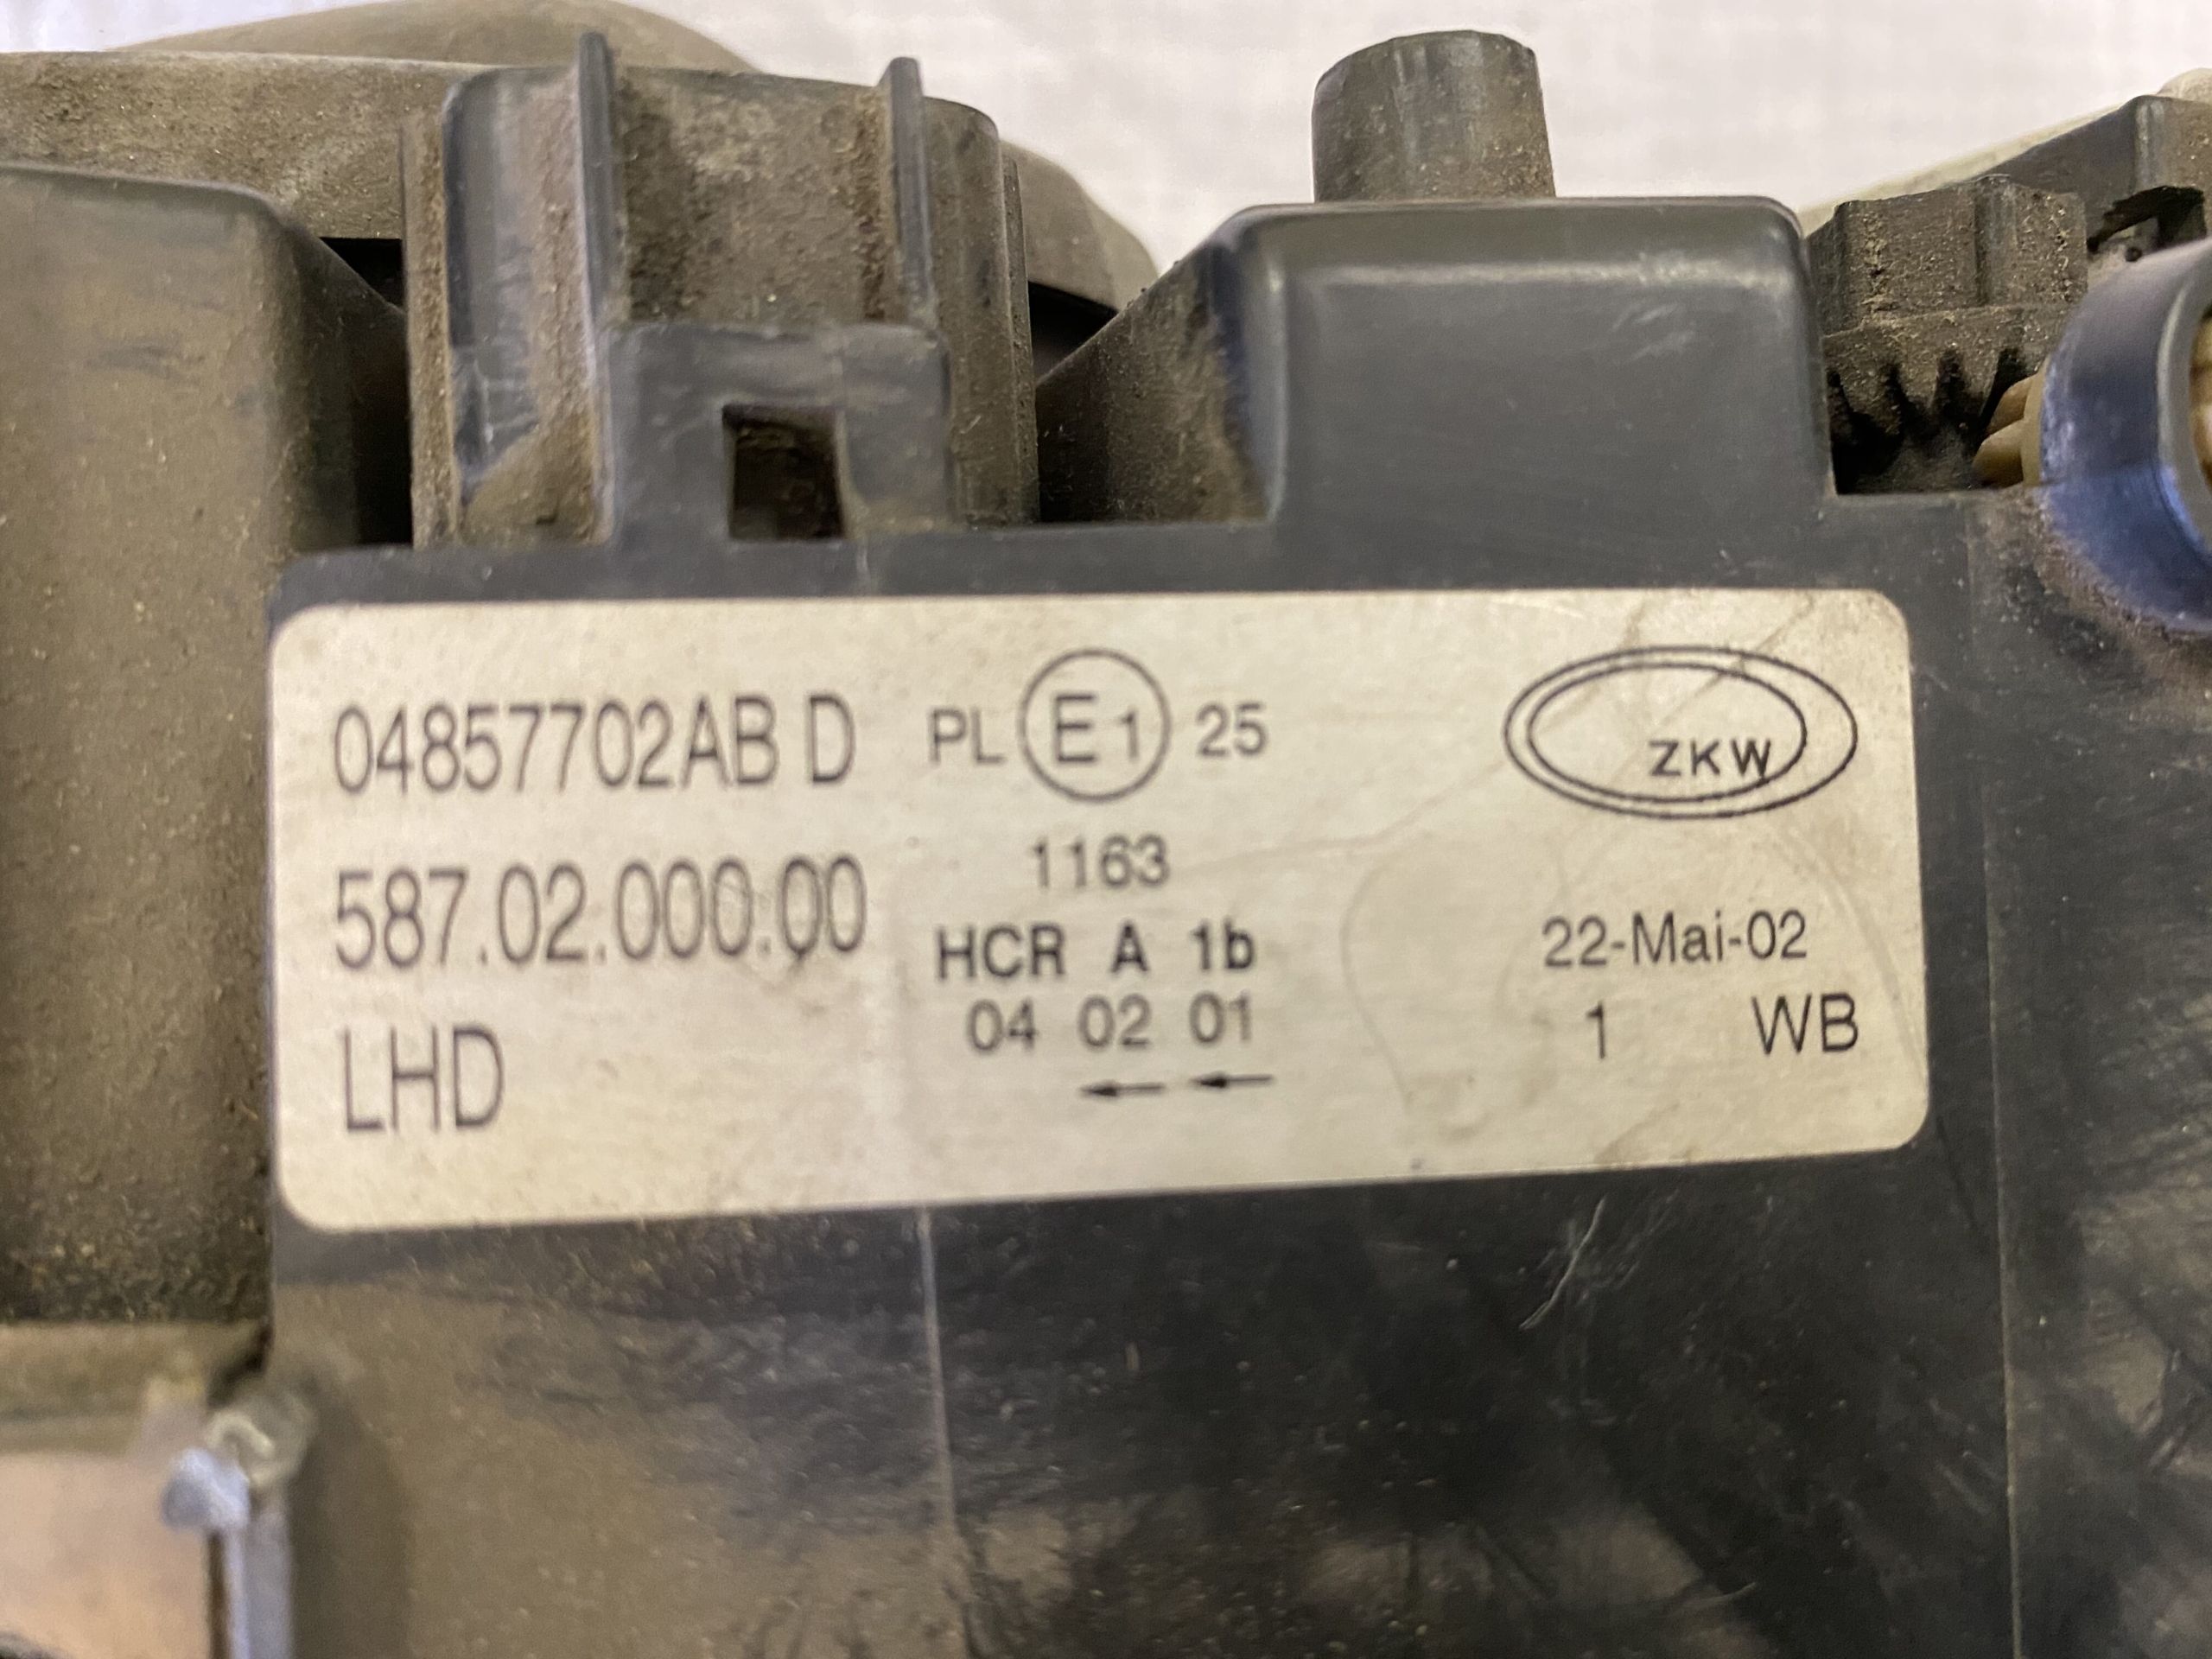 04857702AB D
587.02.000.00
LHD
PL E1 25
1163
HCR A 1b
04 02 01
ZKW
22-Mai-02
1 WB